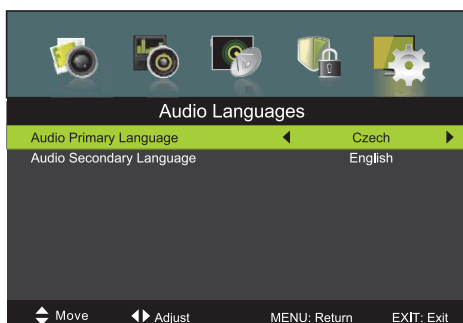 Audio Languages
Audio Primary Language Czech
Audio Secondary Language English
Move Adjust MENU: Return EXIT: Exit